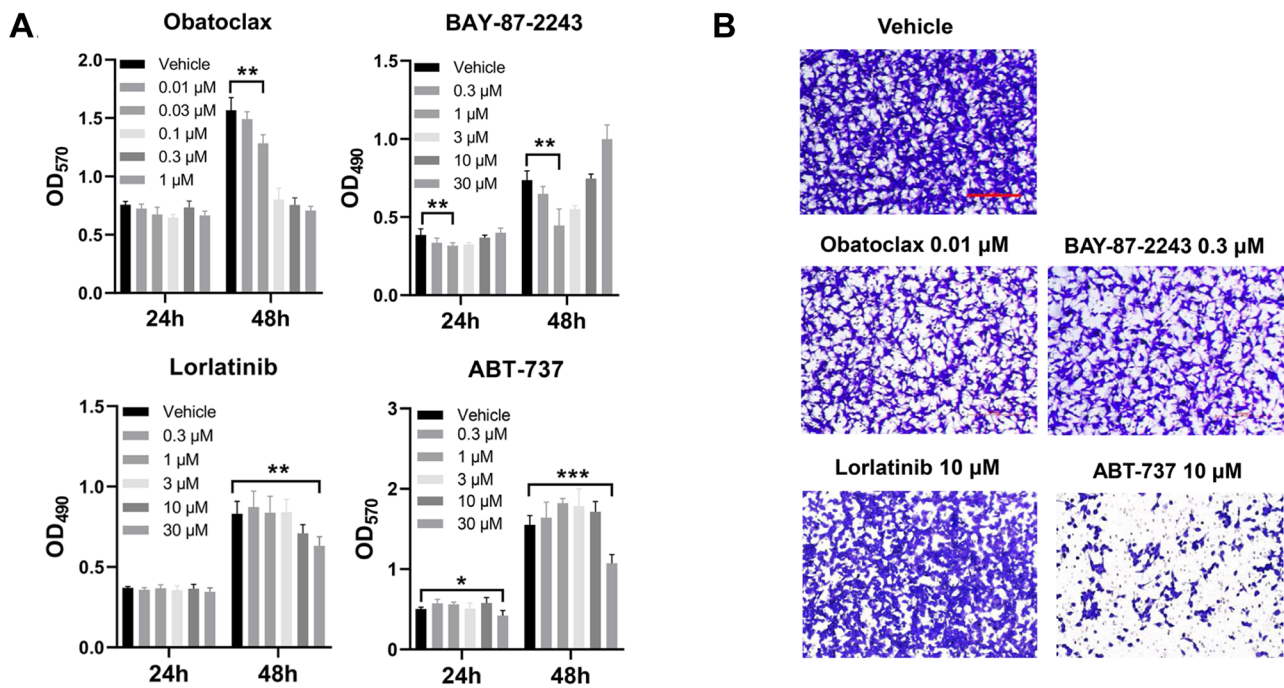 A.
B
Obatoclax
2.0
1.5
1.0
0.5
0.0
OD570
Vehicle
0.01 µM
0.03 µM
0.1 µM
0.3 µM
1 µM
**
24h
48h
BAY-87-2243
1.5
1.0
0.5
0.0
OD490
Vehicle
0.3 µM
1 µM
3 µM
10 µM
30 µM
**
**
24h
48h
Lorlatinib
1.5
1.0
0.5
0.0
OD490
Vehicle
0.3 µM
1 µM
3 µM
10 µM
30 µM
**
24h
48h
ABT-737
3
2
1
0
OD570
Vehicle
0.3 µM
1 µM
3 µM
10 µM
30 µM
*
***
24h
48h
Vehicle
Obatoclax 0.01 µM
BAY-87-2243 0.3 µM
Lorlatinib 10 µM
ABT-737 10 µM